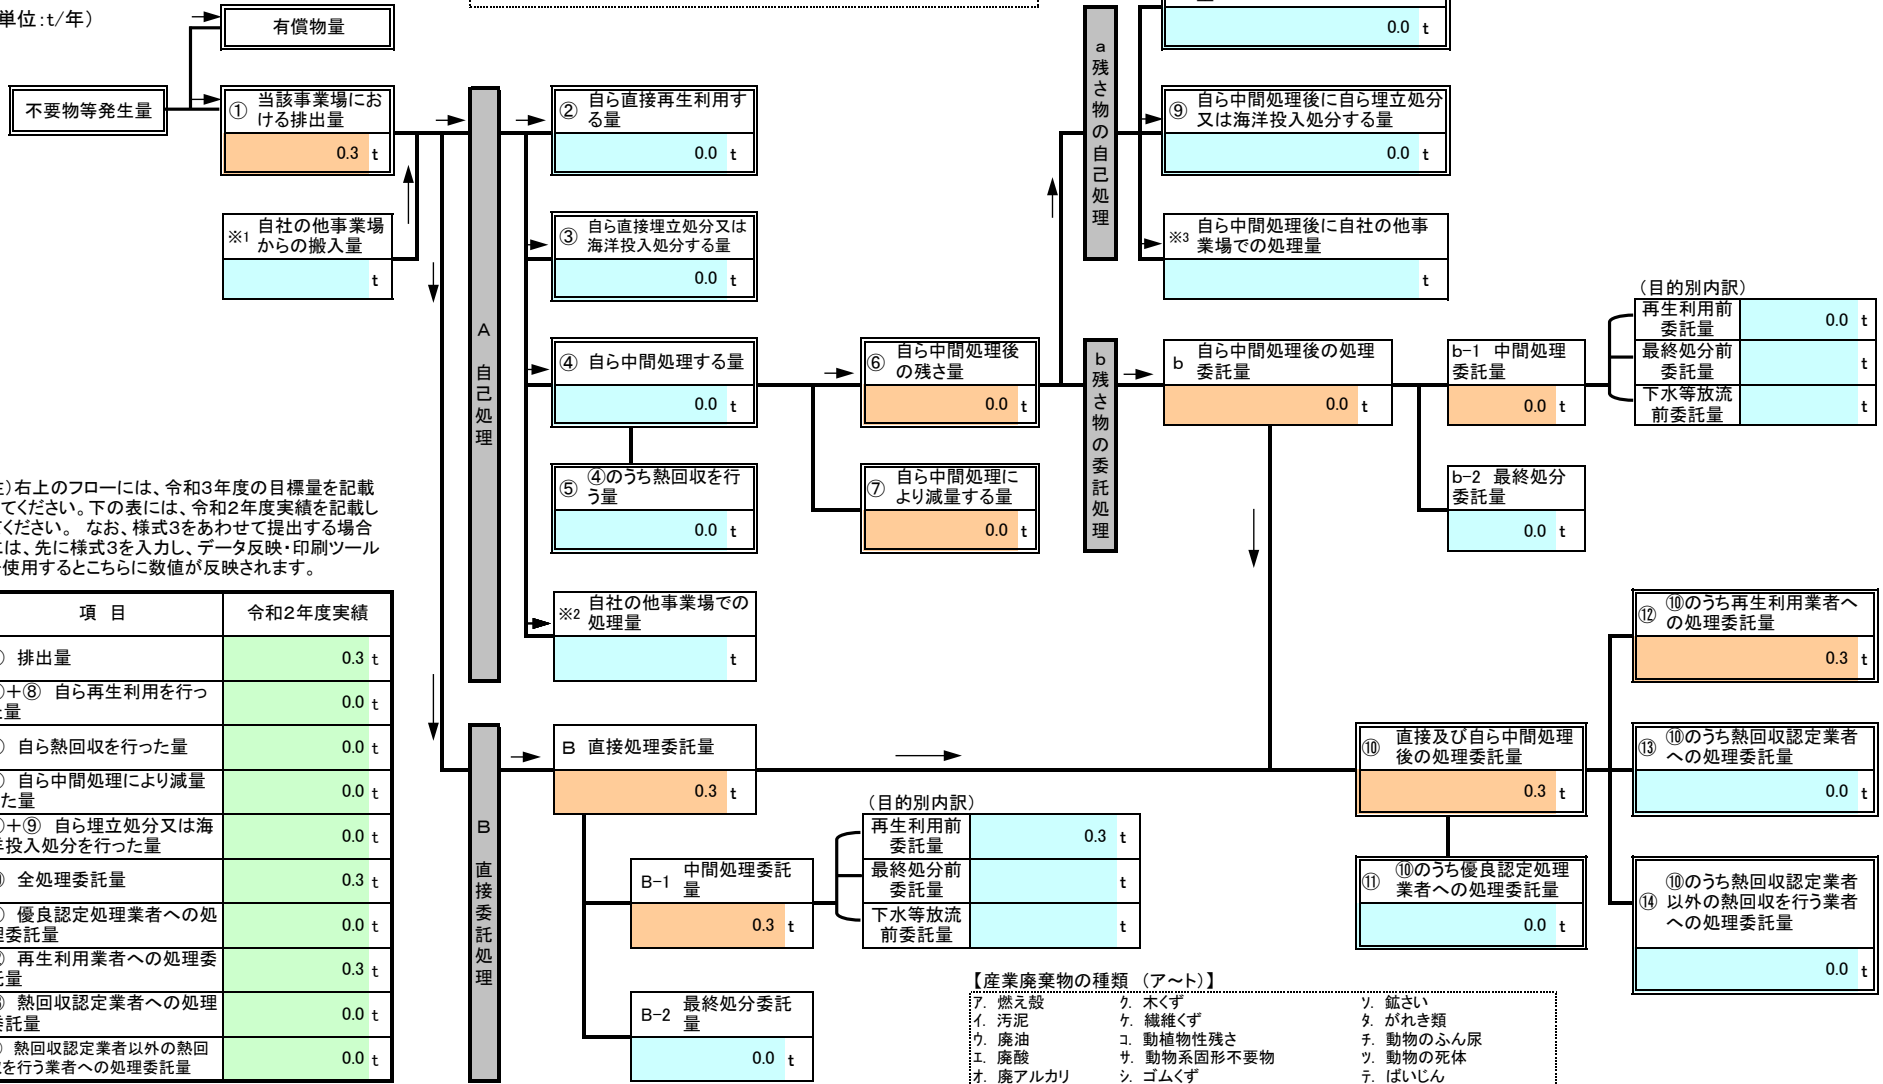 単位:t/年）
有償物量
不要物等発生量
① 当該事業場にお
ける排出量
0.3 t
※1 自社の他事業場
からの搬入量
t
A 自己処理
② 自ら直接再生利用す
る量
0.0 t
③ 自ら直接埋立処分又は
海洋投入処分する量
0.0 t
④ 自ら中間処理する量
0.0 t
⑤ ④のうち熱回収を行
う量
0.0 t
※2 自社の他事業場での
処理量
t
⑥ 自ら中間処理後
の残さ量
0.0 t
⑦ 自ら中間処理に
より減量する量
0.0 t
a 残さ物の自己処理
0.0 t
⑨ 自ら中間処理後に自ら埋立処分
又は海洋投入処分する量
0.0 t
※3 自ら中間処理後に自社の他事
業場での処理量
t
b 残さ物の委託処理
b 自ら中間処理後の処理
委託量
0.0 t
b-1 中間処理
委託量
0.0 t
b-2 最終処分
委託量
0.0 t
（目的別内訳）
再生利用前
委託量
0.0 t
最終処分前
委託量
t
下水等放流
前委託量
t
）右上のフローには、令和3年度の目標量を記載
てください。下の表には、令和2年度実績を記載し
ください。 なお、様式3をあわせて提出する場合
は、先に様式3を入力し、データ反映・印刷ツール
使用するとこちらに数値が反映されます。
項 目 令和2年度実績
排出量 0.3 t
+⑧ 自ら再生利用を行っ
量
0.0 t
自ら熱回収を行った量 0.0 t
自ら中間処理により減量
た量
0.0 t
+⑨ 自ら埋立処分又は海
投入処分を行った量
0.0 t
全処理委託量 0.3 t
優良認定処理業者への処
委託量
0.0 t
再生利用業者への処理委
量
0.3 t
熱回収認定業者への処理
託量
0.0 t
熱回収認定業者以外の熱回
を行う業者への処理委託量
0.0 t
B 直接委託処理
B 直接処理委託量
0.3 t
B-1 中間処理委託
量
0.3 t
B-2 最終処分委託
量
0.0 t
（目的別内訳）
再生利用前
委託量
0.3 t
最終処分前
委託量
t
下水等放流
前委託量
t
⑩ 直接及び自ら中間処理
後の処理委託量
0.3 t
⑪ ⑩のうち優良認定処理
業者への処理委託量
0.0 t
⑫ ⑩のうち再生利用業者へ
の処理委託量
0.3 t
⑬ ⑩のうち熱回収認定業者
への処理委託量
0.0 t
⑭ ⑩のうち熱回収認定業者
以外の熱回収を行う業者
への処理委託量
0.0 t
【産業廃棄物の種類 （ア～ト）】
ア. 燃え殻 ク. 木くず ソ. 鉱さい
イ. 汚泥 ケ. 繊維くず タ. がれき類
ウ. 廃油 コ. 動植物性残さ チ. 動物のふん尿
エ. 廃酸 サ. 動物系固形不要物 ツ. 動物の死体
オ. 廃アルカリ シ. ゴムくず テ. ばいじん